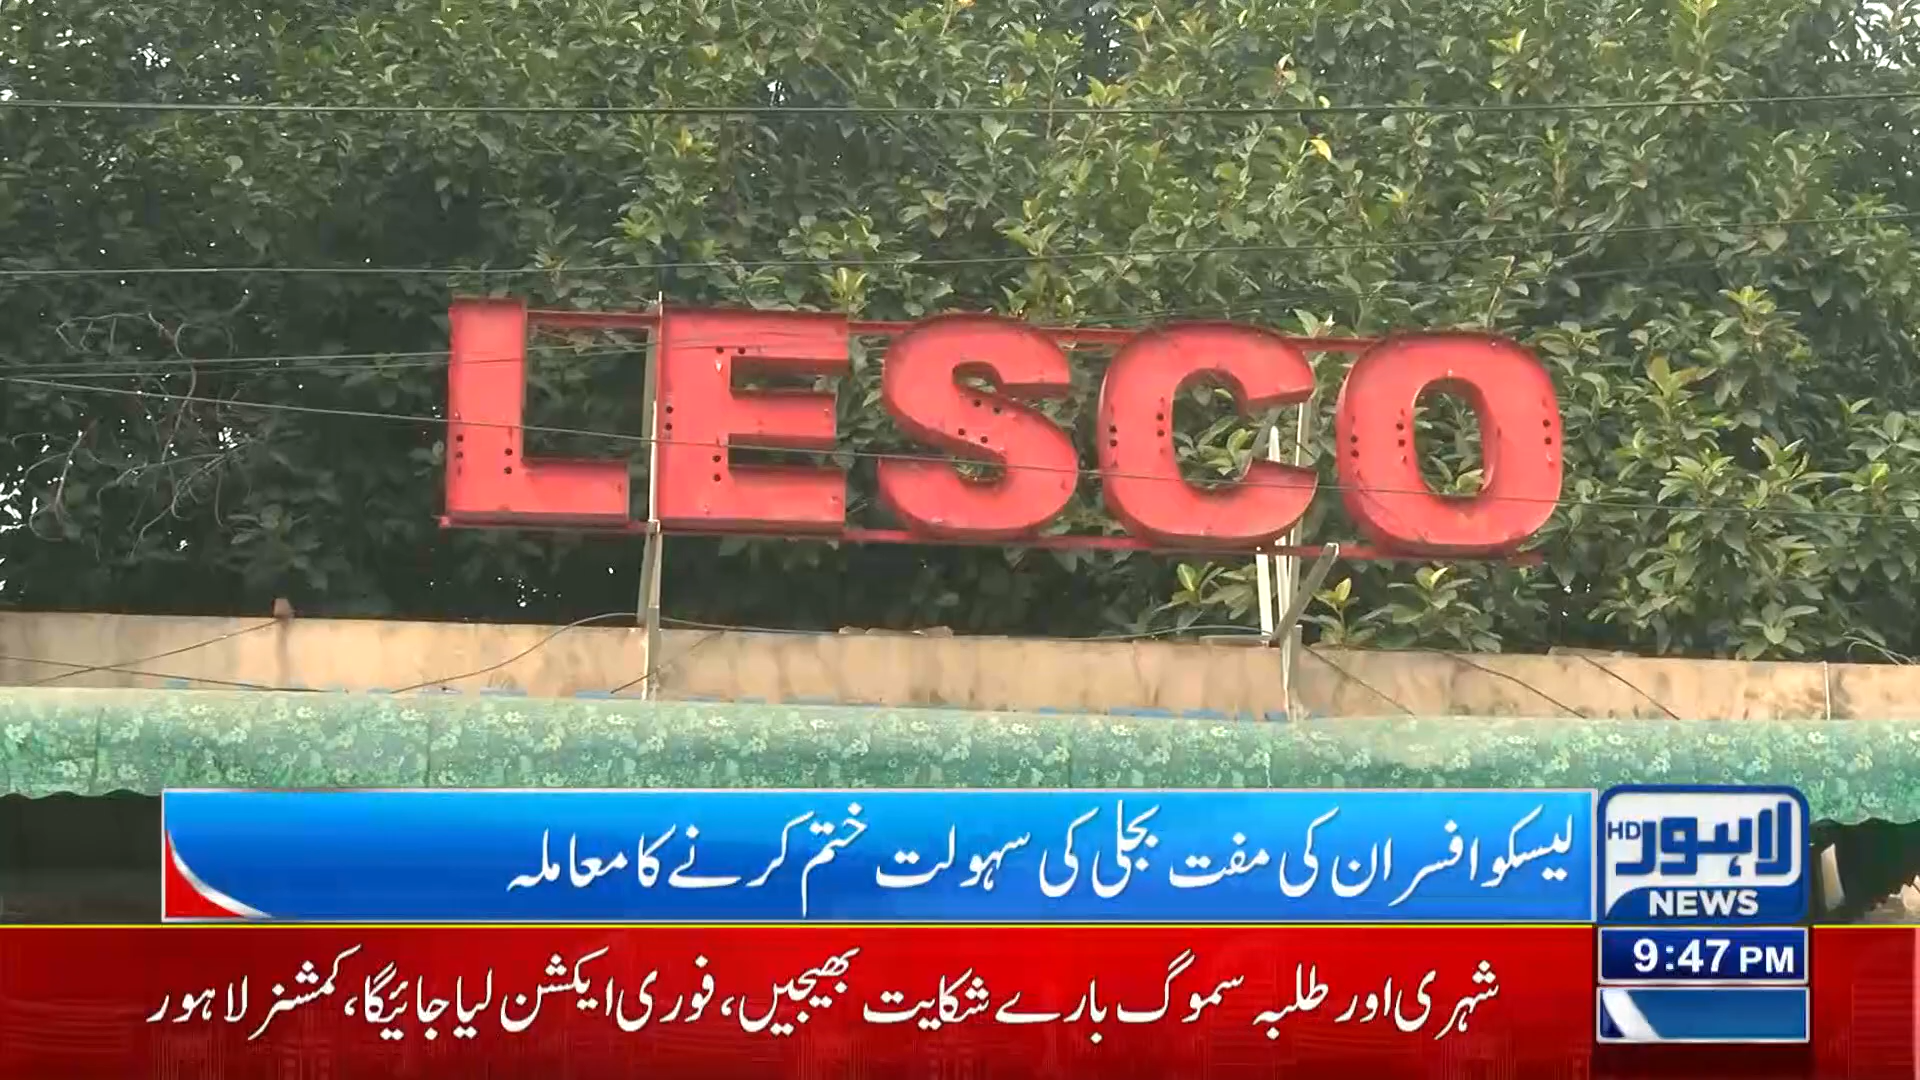 LESCO
لیسکو افسران کی مفت بجلی کی سہولت ختم کرنے کا معاملہ
لاہور HD
NEWS
9:47 PM
شہری اور طلبہ سموگ بارے شکایت بھیجیں، فوری ایکشن لیا جائیگا، کمشنر لاہور